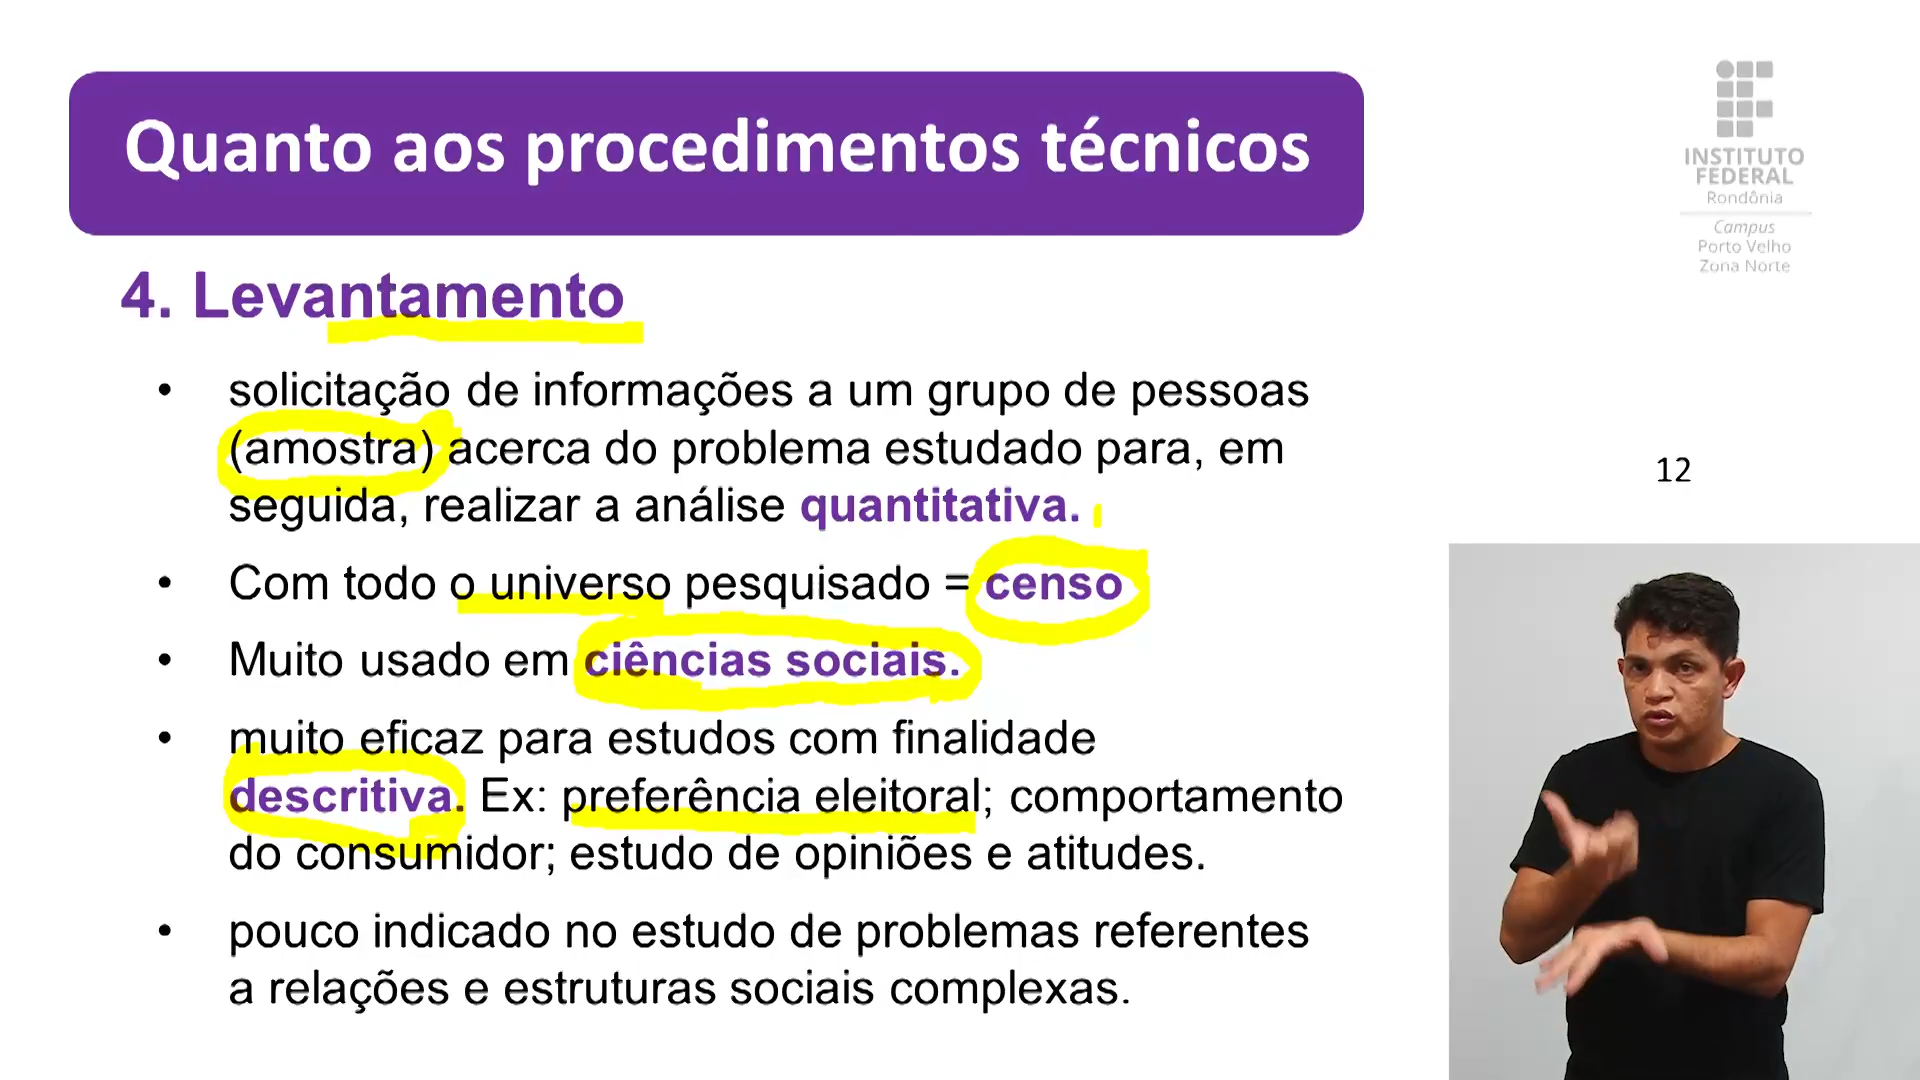 Quanto aos procedimentos técnicos
INSTITUTO
FEDERAL
Rondônia
Campus
Porto Velho
Zona Norte
4. Levantamento
• solicitação de informações a um grupo de pessoas
(amostra) acerca do problema estudado para, em
seguida, realizar a análise quantitativa.
12
• Com todo o universo pesquisado = censo
• Muito usado em ciências sociais.
• muito eficaz para estudos com finalidade
descritiva. Ex: preferência eleitoral; comportamento
do consumidor; estudo de opiniões e atitudes.
• pouco indicado no estudo de problemas referentes
a relações e estruturas sociais complexas.